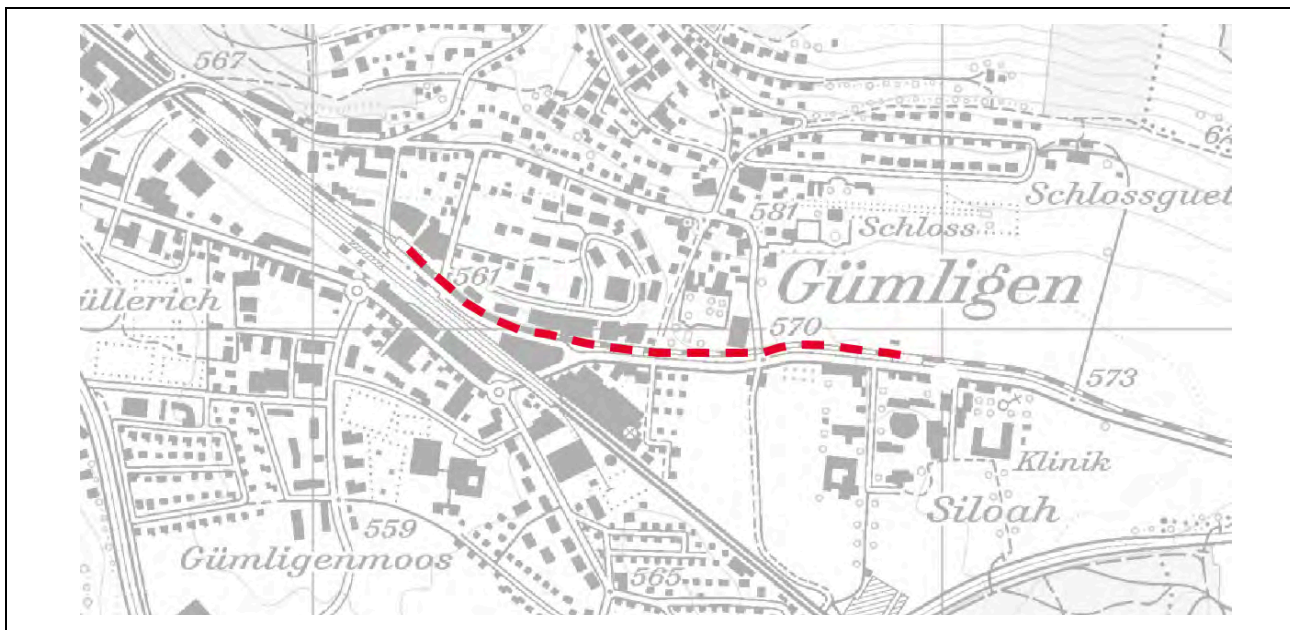 567
62
Schlossguet
581
Schloss
561
Gümligen
üllerich
570
573
Klinik
Siloah
559
Gümligenmoos
565